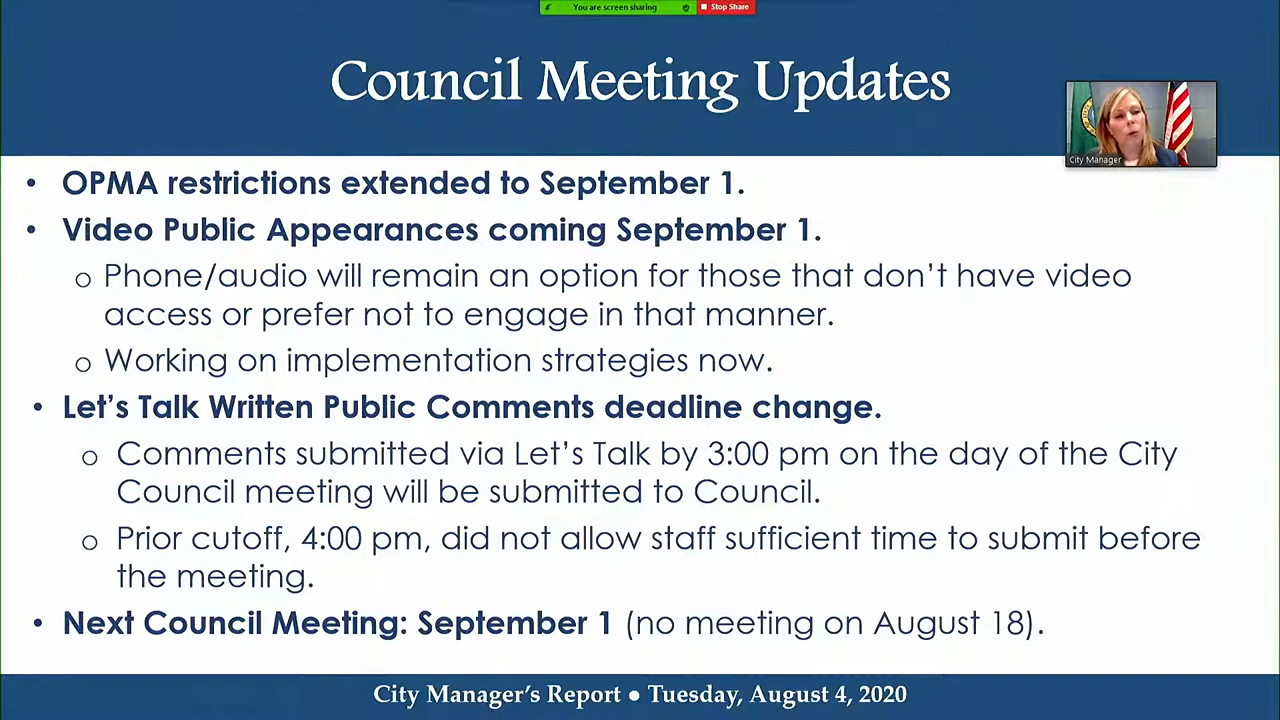 You are screen sharing Stop Share
Council Meeting Updates
City Manager
• OPMA restrictions extended to September 1.
• Video Public Appearances coming September 1.
o Phone/audio will remain an option for those that don’t have video
access or prefer not to engage in that manner.
o Working on implementation strategies now.
• Let’s Talk Written Public Comments deadline change.
o Comments submitted via Let’s Talk by 3:00 pm on the day of the City
Council meeting will be submitted to Council.
o Prior cutoff, 4:00 pm, did not allow staff sufficient time to submit before
the meeting.
• Next Council Meeting: September 1 (no meeting on August 18).
City Manager’s Report ● Tuesday, August 4, 2020